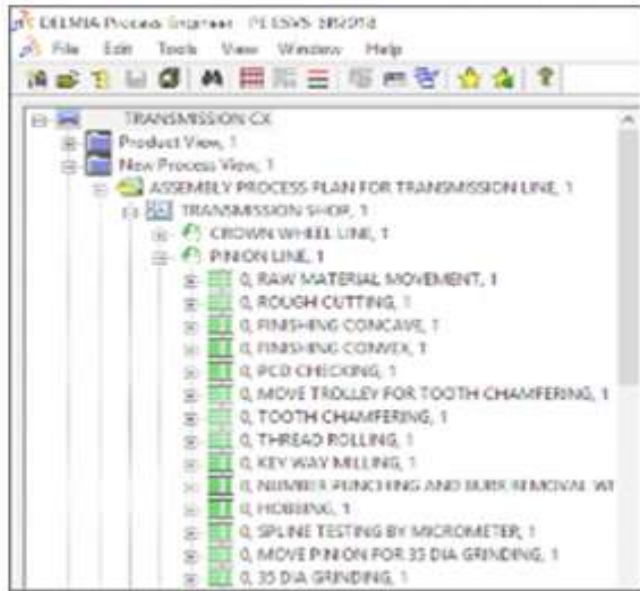 DELMIA Process Engineer - PEESVS-BR2018
File Edit Tools View Window Help
TRANSMISSION CX
Product View, 1
New Process View, 1
ASSEMBLY PROCESS PLAN FOR TRANSMISSION LINE, 1
TRANSMISSION SHOP, 1
CROWN WHEEL LINE, 1
PINION LINE, 1
0, RAW MATERIAL MOVEMENT, 1
0, ROUGH CUTTING, 1
0, FINISHING CONCAVE, 1
0, FINISHING CONVEX, 1
0, PCD CHECKING, 1
0, MOVE TROLLEY FOR TOOTH CHAMFERING, 1
0, TOOTH CHAMFERING, 1
0, THREAD ROLLING, 1
0, KEY WAY MILLING, 1
0, NUMBER PUNCHING AND BURR REMOVAL WI
0, HOBBING, 1
0, SPLINE TESTING BY MICROMETER, 1
0, MOVE PINION FOR 35 DIA GRINDING, 1
0, 35 DIA GRINDING, 1